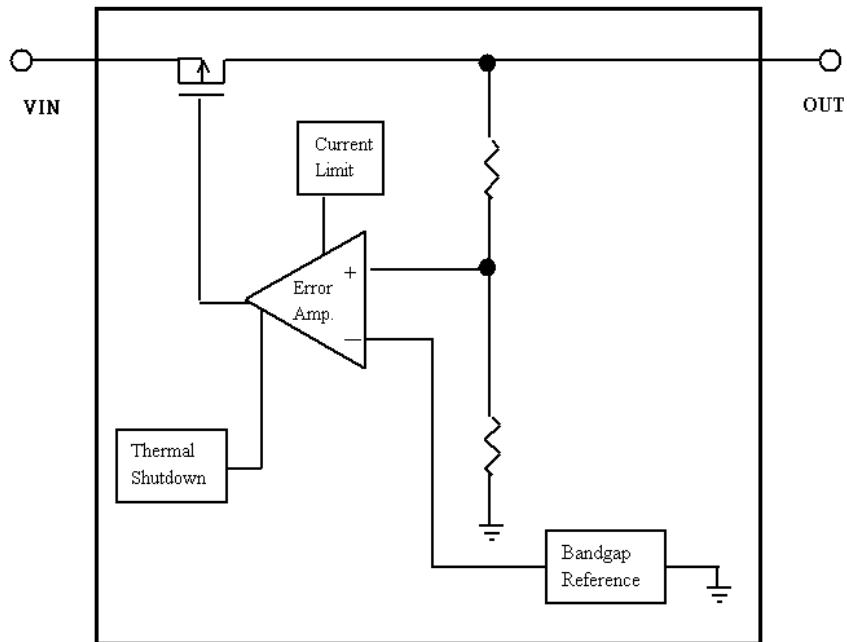 VIN
OUT
Current
Limit
+
Error
Amp.
—
Thermal
Shutdown
Bandgap
Reference